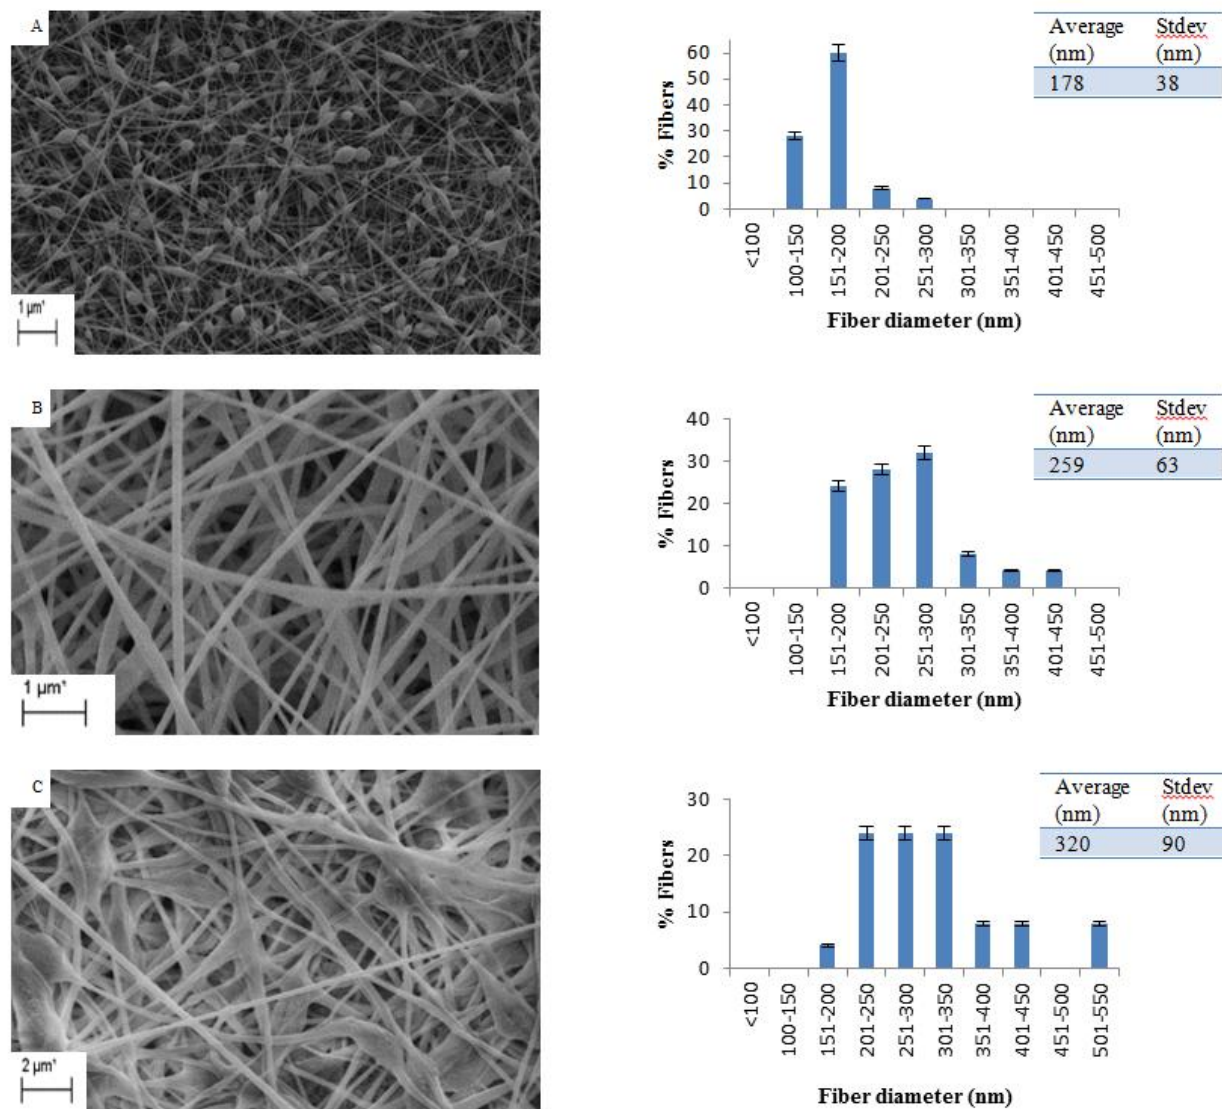 A
1 µm*
% Fibers
60
50
40
30
20
10
0
<100
100-150
151-200
201-250
251-300
301-350
351-400
401-450
451-500
Fiber diameter (nm)
Average Stdev
(nm) (nm)
178 38
B
1 µm*
% Fibers
40
30
20
10
0
<100
100-150
151-200
201-250
251-300
301-350
351-400
401-450
451-500
Fiber diameter (nm)
Average Stdev
(nm) (nm)
259 63
C
2 µm*
% Fibers
30
20
10
0
<100
100-150
151-200
201-250
251-300
301-350
351-400
401-450
451-500
501-550
Fiber diameter (nm)
Average Stdev
(nm) (nm)
320 90